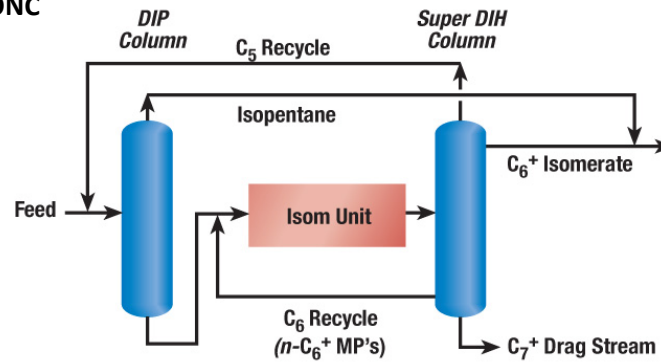 ONC
DIP
Column
Super DIH
Column
C₅ Recycle
Isopentane
C₆⁺ Isomerate
Feed
Isom Unit
C₆ Recycle
(n-C₆⁺ MP's)
C₇⁺ Drag Stream